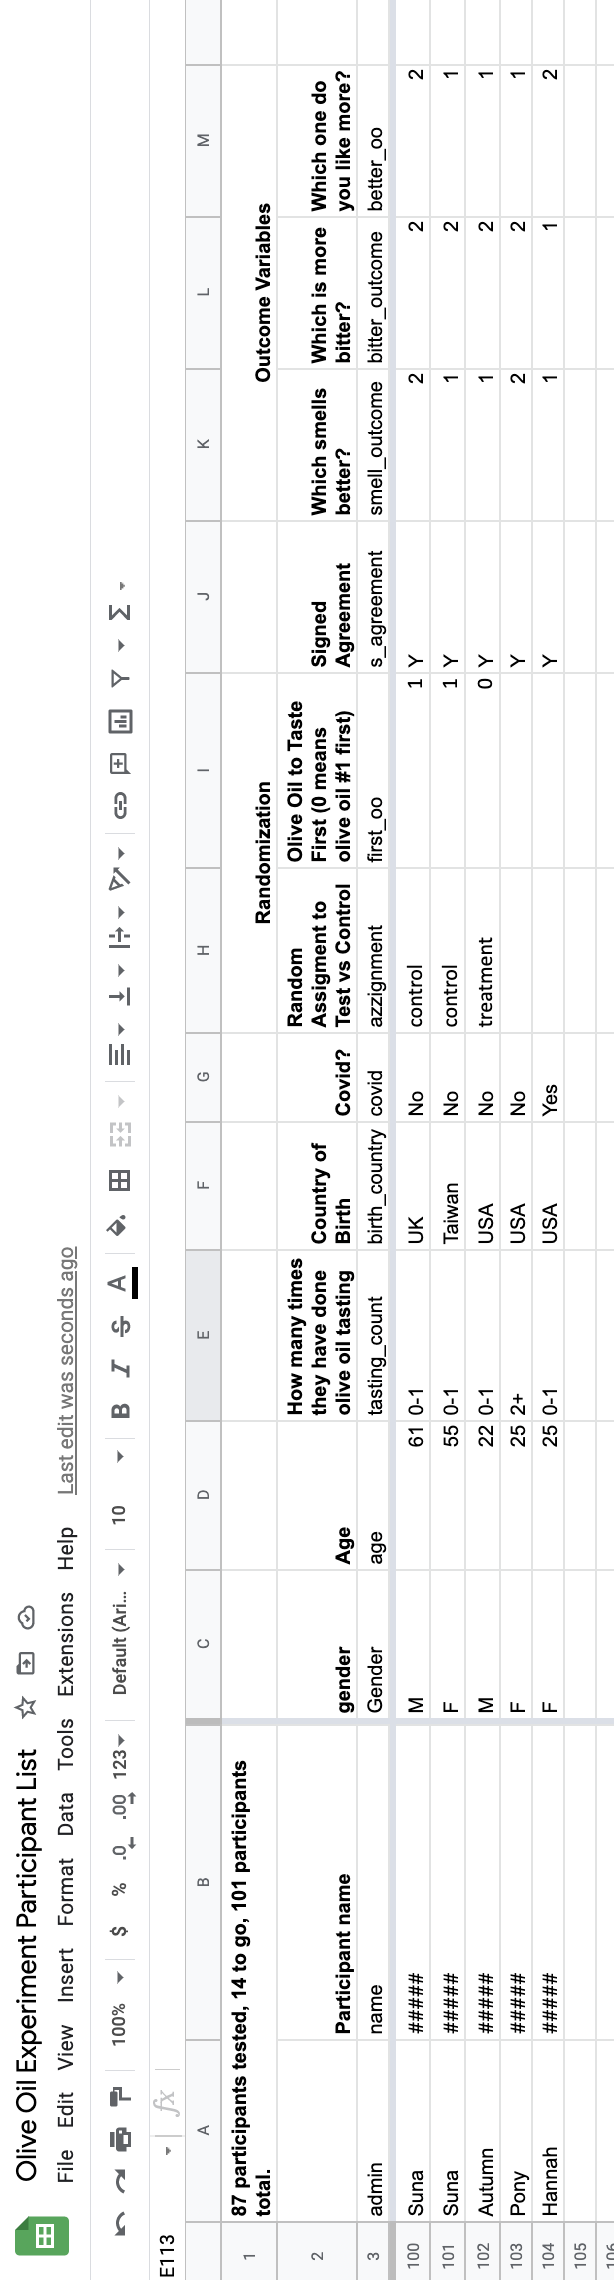 Olive Oil Experiment Participant List
File Edit View Insert Format Data Tools Extensions Help Last edit was seconds ago
100% $ % .0 .00 123 Default (Ari... 10 B I S A
E113 fx
A B C D E F G H I J K L M
1 87 participants tested, 14 to go, 101 participants total. Randomization Outcome Variables
2 Participant name gender Age How many times they have done olive oil tasting Country of Birth Covid? Random Assigment to Test vs Control Olive Oil to Taste First (0 means olive oil #1 first) Signed Agreement Which smells better? Which is more bitter? Which one do you like more?
3 admin name Gender age tasting_count birth_country covid azzignment first_oo s_agreement smell_outcome bitter_outcome better_oo
100 Suna ##### M 61 0-1 UK No control 1 Y 2 2 2
101 Suna ##### F 55 0-1 Taiwan No control 1 Y 1 2 1
102 Autumn ##### M 22 0-1 USA No treatment 0 Y 1 2 1
103 Pony ##### F 25 2+ USA No Y 2 2 1
104 Hannah ##### F 25 0-1 USA Yes Y 1 1 2
105
106